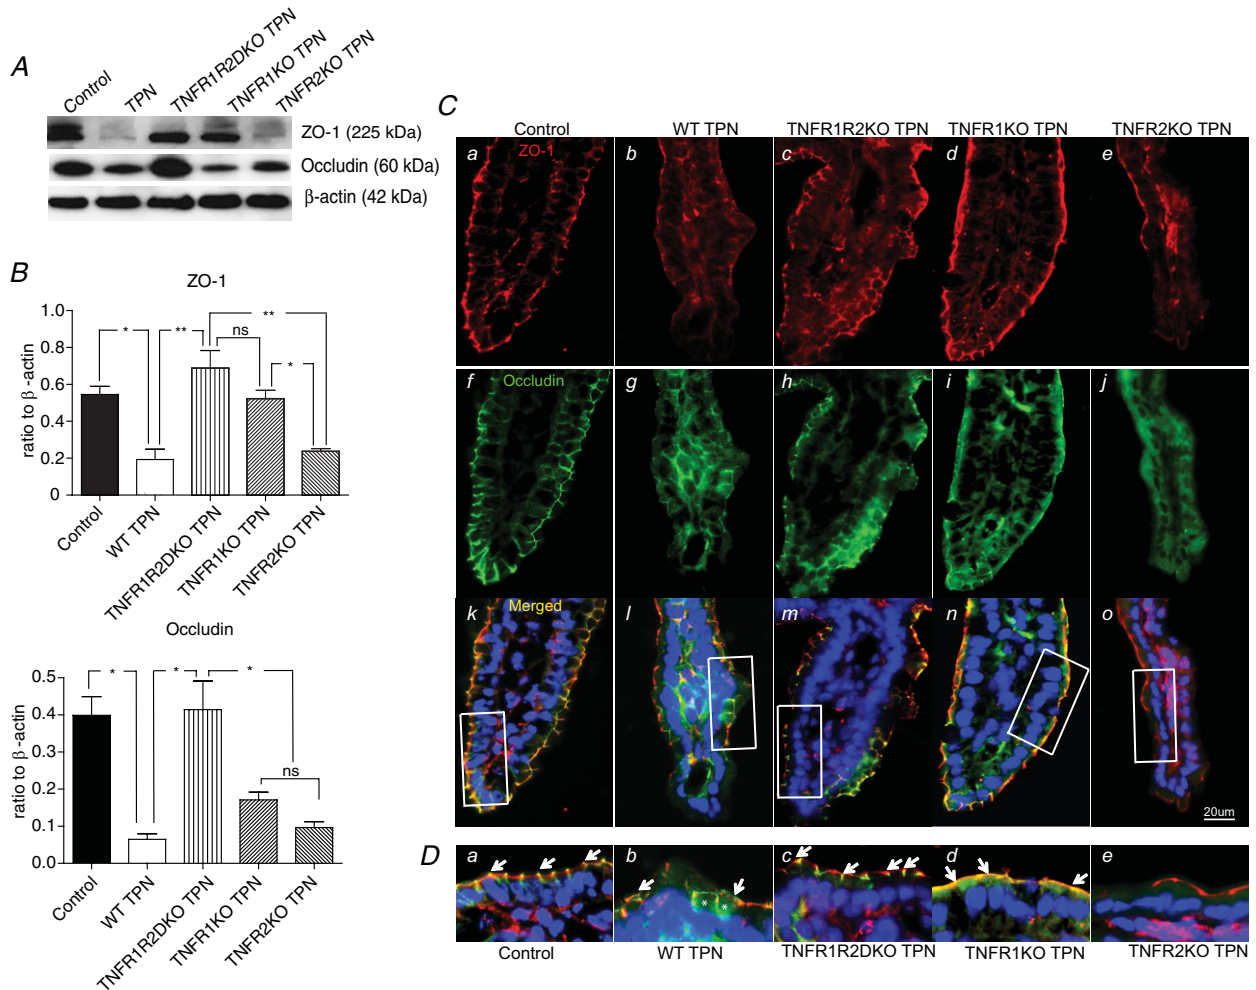 A
Control
TPN
TNFR1R2DKO TPN
TNFR1KO TPN
TNFR2KO TPN
ZO-1 (225 kDa)
Occludin (60 kDa)
β-actin (42 kDa)
B
ZO-1
ratio to β -actin
1.0
0.8
0.6
0.4
0.2
0
* ** ** ns *
Control
WT TPN
TNFR1R2DKO TPN
TNFR1KO TPN
TNFR2KO TPN
Occludin
ratio to β -actin
0.5
0.4
0.3
0.2
0.1
0.0
* * * ns
Control
WT TPN
TNFR1R2DKO TPN
TNFR1KO TPN
TNFR2KO TPN
C
Control WT TPN TNFR1R2KO TPN TNFR1KO TPN TNFR2KO TPN
a ZO-1 b c d e
f Occludin g h i j
k Merged l m n o
20um
D
a b c d e
* *
Control WT TPN TNFR1R2DKO TPN TNFR1KO TPN TNFR2KO TPN